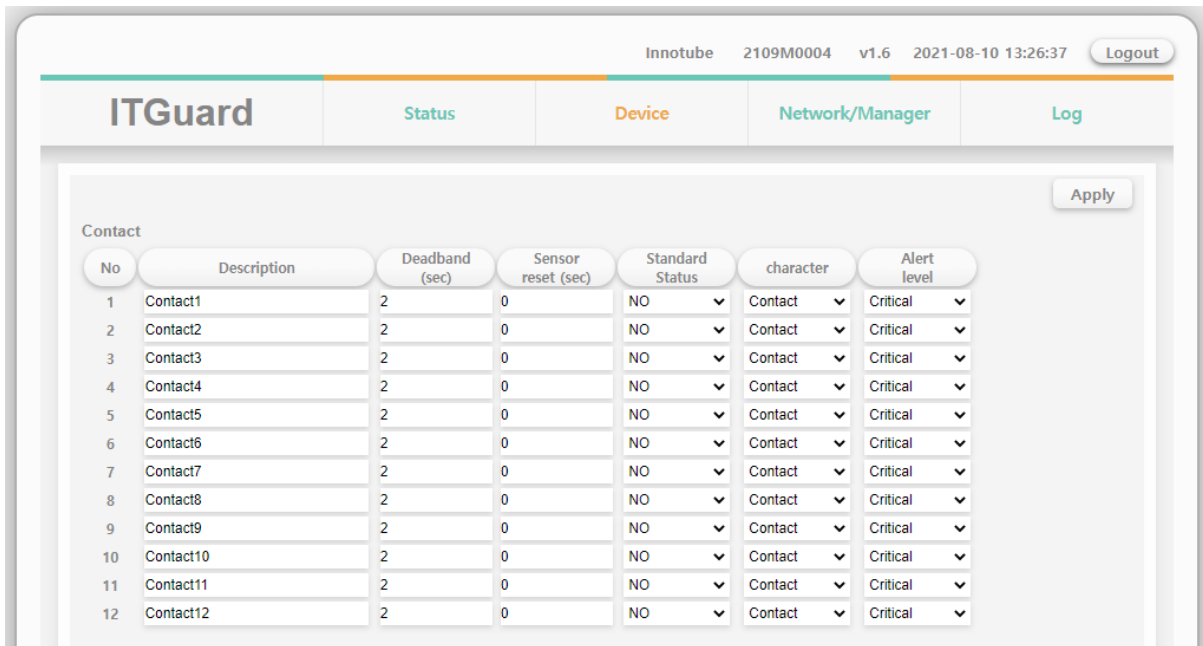 Innotube 2109M0004 v1.6 2021-08-10 13:26:37 Logout
ITGuard Status Device Network/Manager Log
Apply
Contact
No Description Deadband (sec) Sensor reset (sec) Standard Status character Alert level
1 Contact1 2 0 NO Contact Critical
2 Contact2 2 0 NO Contact Critical
3 Contact3 2 0 NO Contact Critical
4 Contact4 2 0 NO Contact Critical
5 Contact5 2 0 NO Contact Critical
6 Contact6 2 0 NO Contact Critical
7 Contact7 2 0 NO Contact Critical
8 Contact8 2 0 NO Contact Critical
9 Contact9 2 0 NO Contact Critical
10 Contact10 2 0 NO Contact Critical
11 Contact11 2 0 NO Contact Critical
12 Contact12 2 0 NO Contact Critical